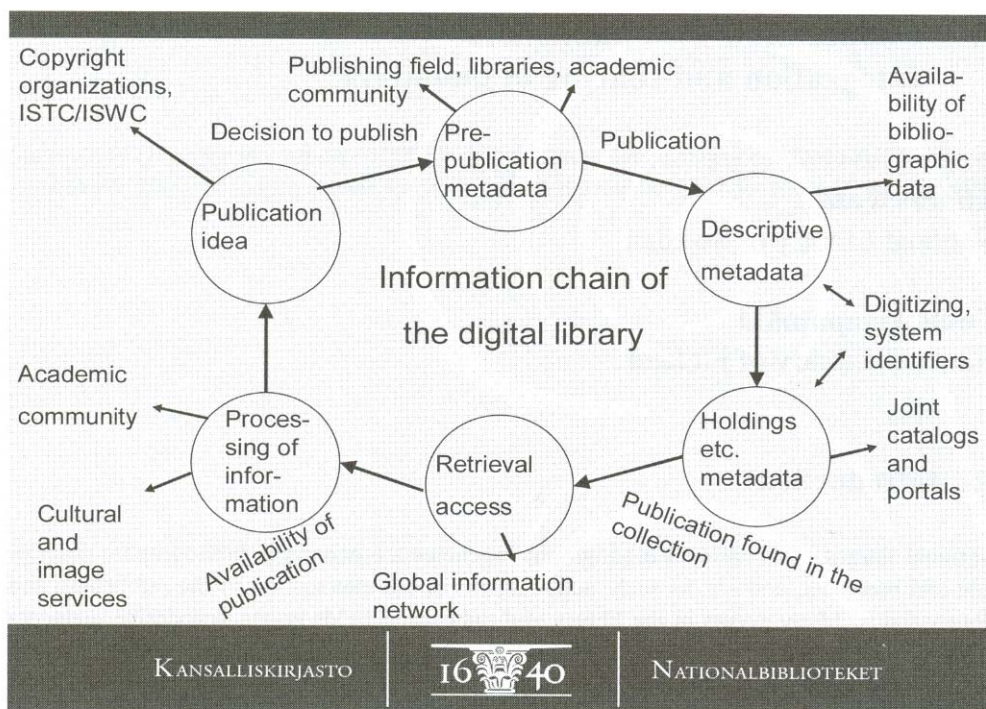 Copyright
organizations,
ISTC/ISWC
Decision to publish
Publishing field, libraries, academic
community
Pre-
publication
metadata
Publication
Availa-
bility of
biblio-
graphic
data
Publication
idea
Descriptive
metadata
Information chain of
the digital library
Digitizing,
system
identifiers
Academic
community
Proces-
sing of
infor-
mation
Retrieval
access
Holdings
etc.
metadata
Joint
catalogs
and
portals
Cultural
and
image
services
Availability of
publication
Global information
network
Publication found in the
collection
KANSALLISKIRJASTO
16 40
NATIONALBIBLIOTEKET